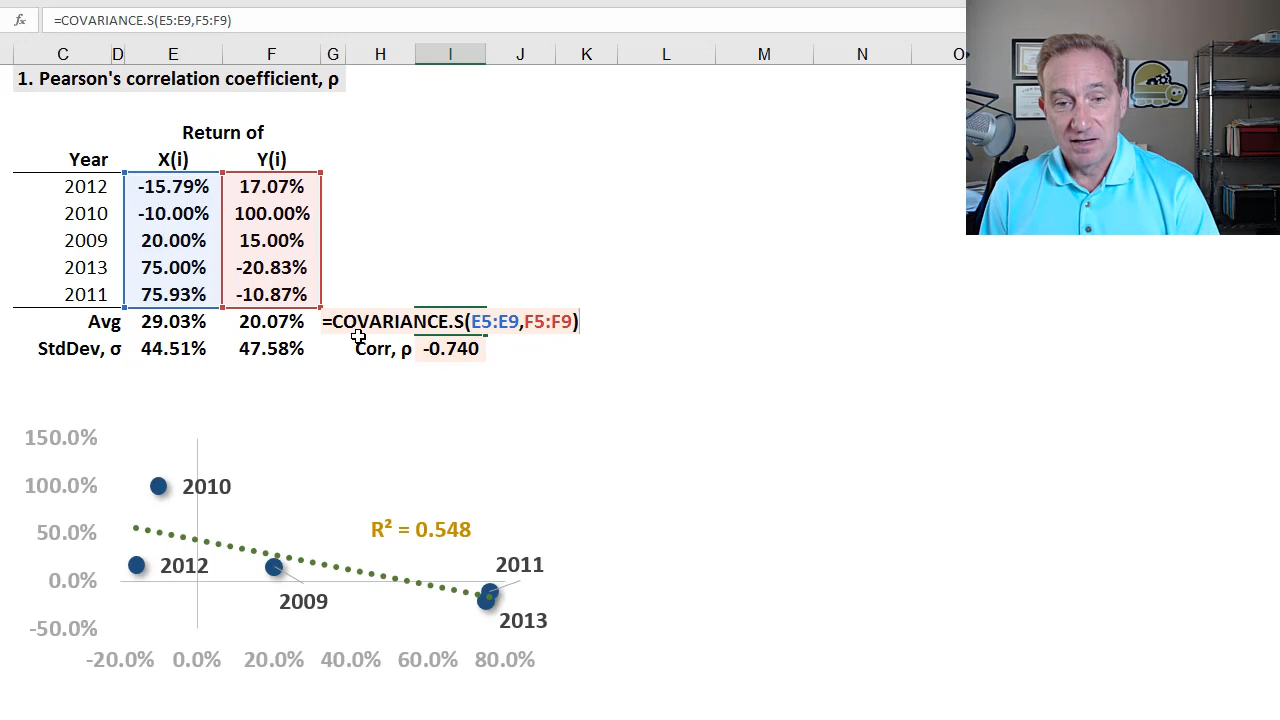 fx =COVARIANCE.S(E5:E9,F5:F9)
C D E F G H I J K L M N O
1. Pearson's correlation coefficient, ρ
Return of
Year X(i) Y(i)
2012 -15.79% 17.07%
2010 -10.00% 100.00%
2009 20.00% 15.00%
2013 75.00% -20.83%
2011 75.93% -10.87%
Avg 29.03% 20.07% =COVARIANCE.S(E5:E9,F5:F9)
StdDev, σ 44.51% 47.58% Corr, ρ -0.740
150.0%
100.0%
50.0%
0.0%
-50.0%
2010
R² = 0.548
2012
2011
2009
2013
-20.0% 0.0% 20.0% 40.0% 60.0% 80.0%